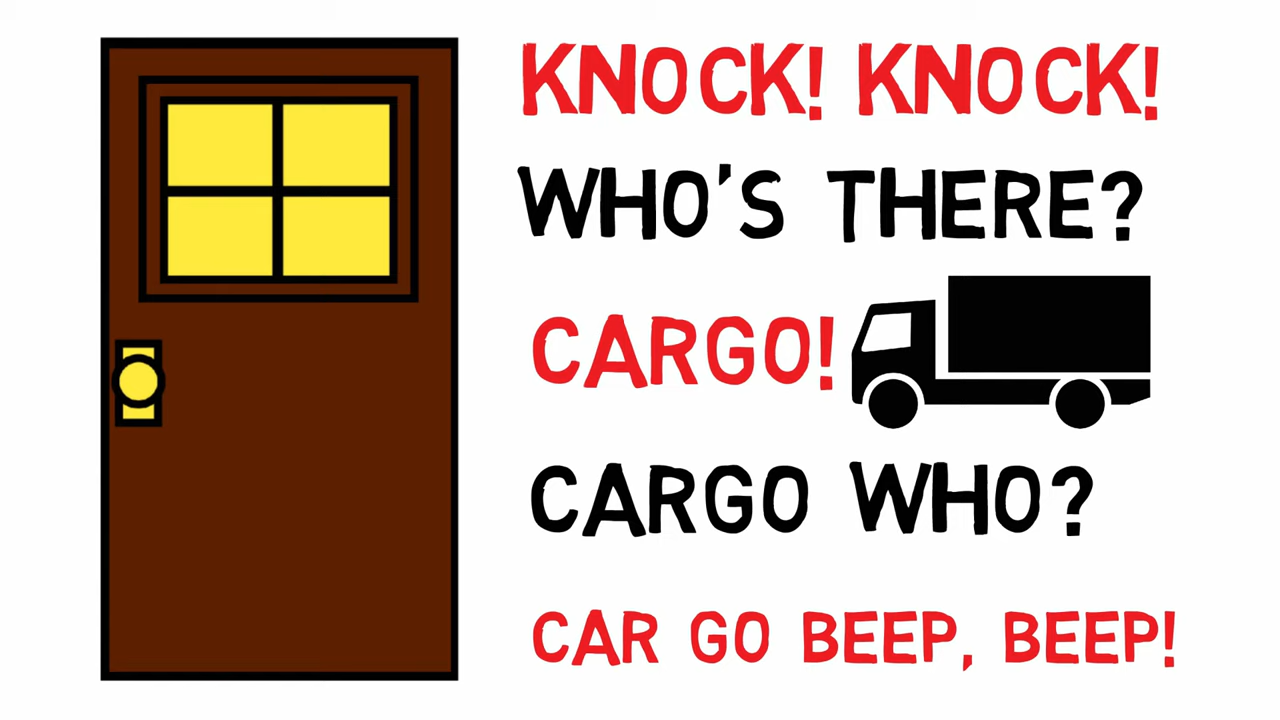 KNOCK! KNOCK!
WHO'S THERE?
CARGO!
CARGO WHO?
CAR GO BEEP, BEEP!